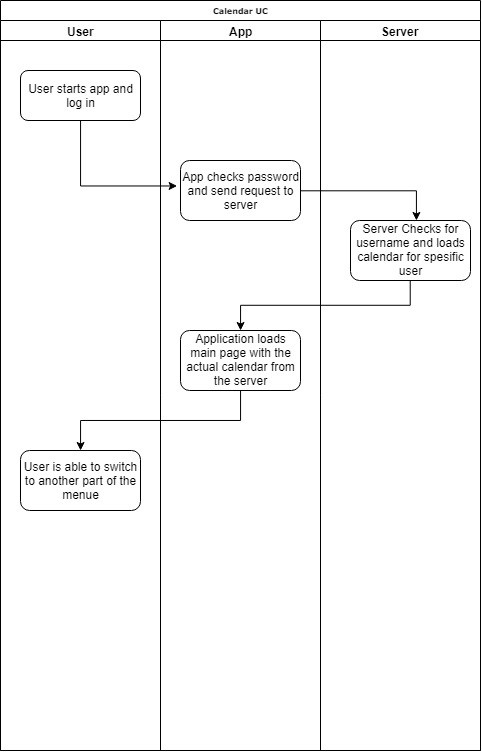 Calendar UC
User
App
Server
User starts app and
log in
App checks password
and send request to
server
Server Checks for
username and loads
calendar for spesific
user
Application loads
main page with the
actual calendar from
the server
User is able to switch
to another part of the
menue